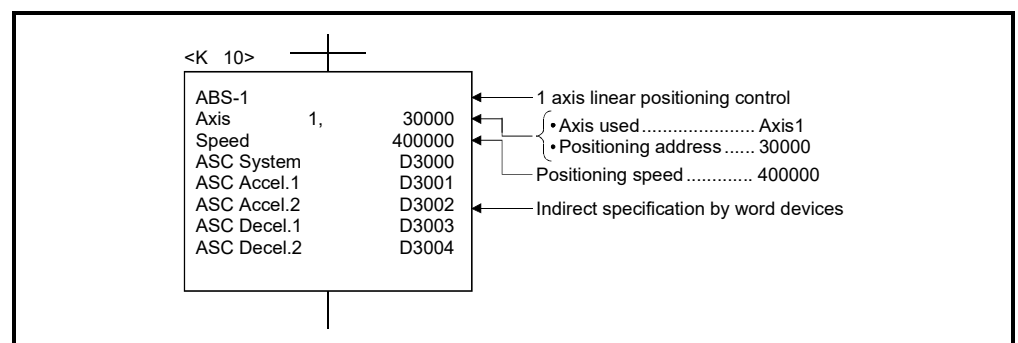 <K 10>
ABS-1
Axis 1, 30000
Speed 400000
ASC System D3000
ASC Accel.1 D3001
ASC Accel.2 D3002
ASC Decel.1 D3003
ASC Decel.2 D3004
1 axis linear positioning control
•Axis used...................... Axis1
•Positioning address...... 30000
Positioning speed............. 400000
Indirect specification by word devices